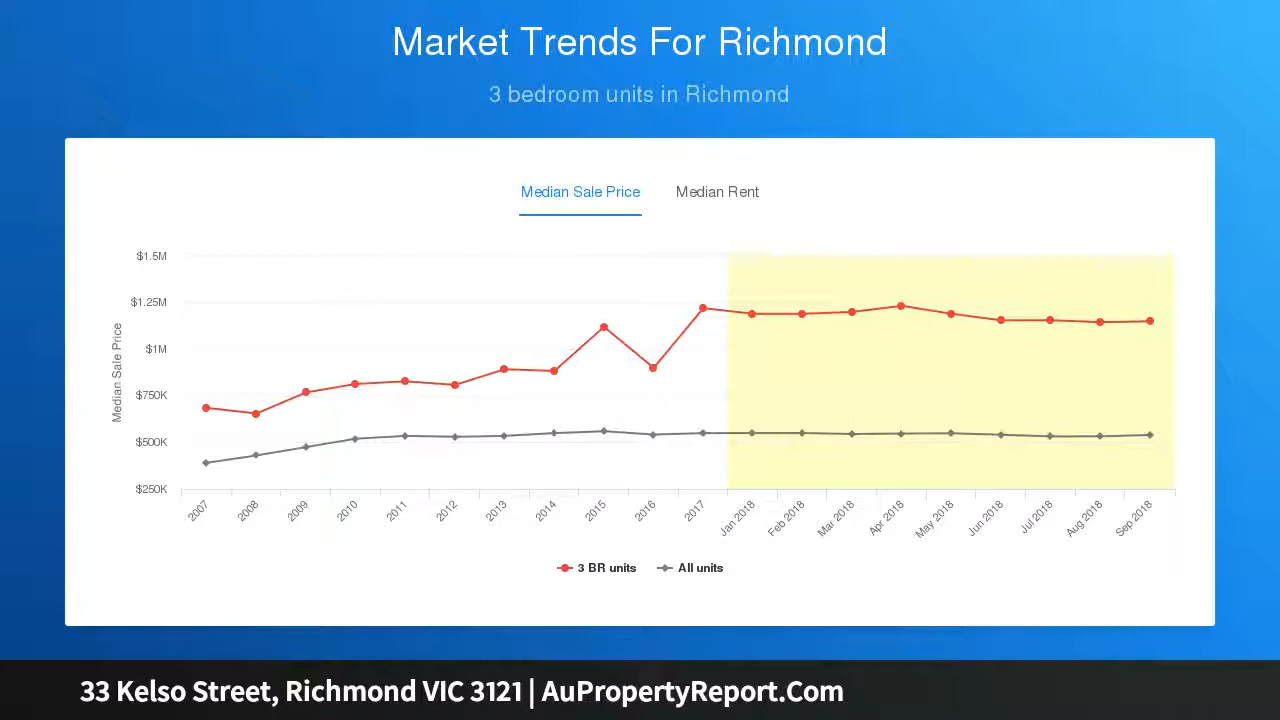 Market Trends For Richmond
3 bedroom units in Richmond
Median Sale Price Median Rent
$1.5M
$1.25M
$1M
$750K
$500K
$250K
Median Sale Price
2007 2008 2009 2010 2011 2012 2013 2014 2015 2016 2017 Jan 2018 Feb 2018 Mar 2018 Apr 2018 May 2018 Jun 2018 Jul 2018 Aug 2018 Sep 2018
3 BR units All units
33 Kelso Street, Richmond VIC 3121 | AuPropertyReport.Com